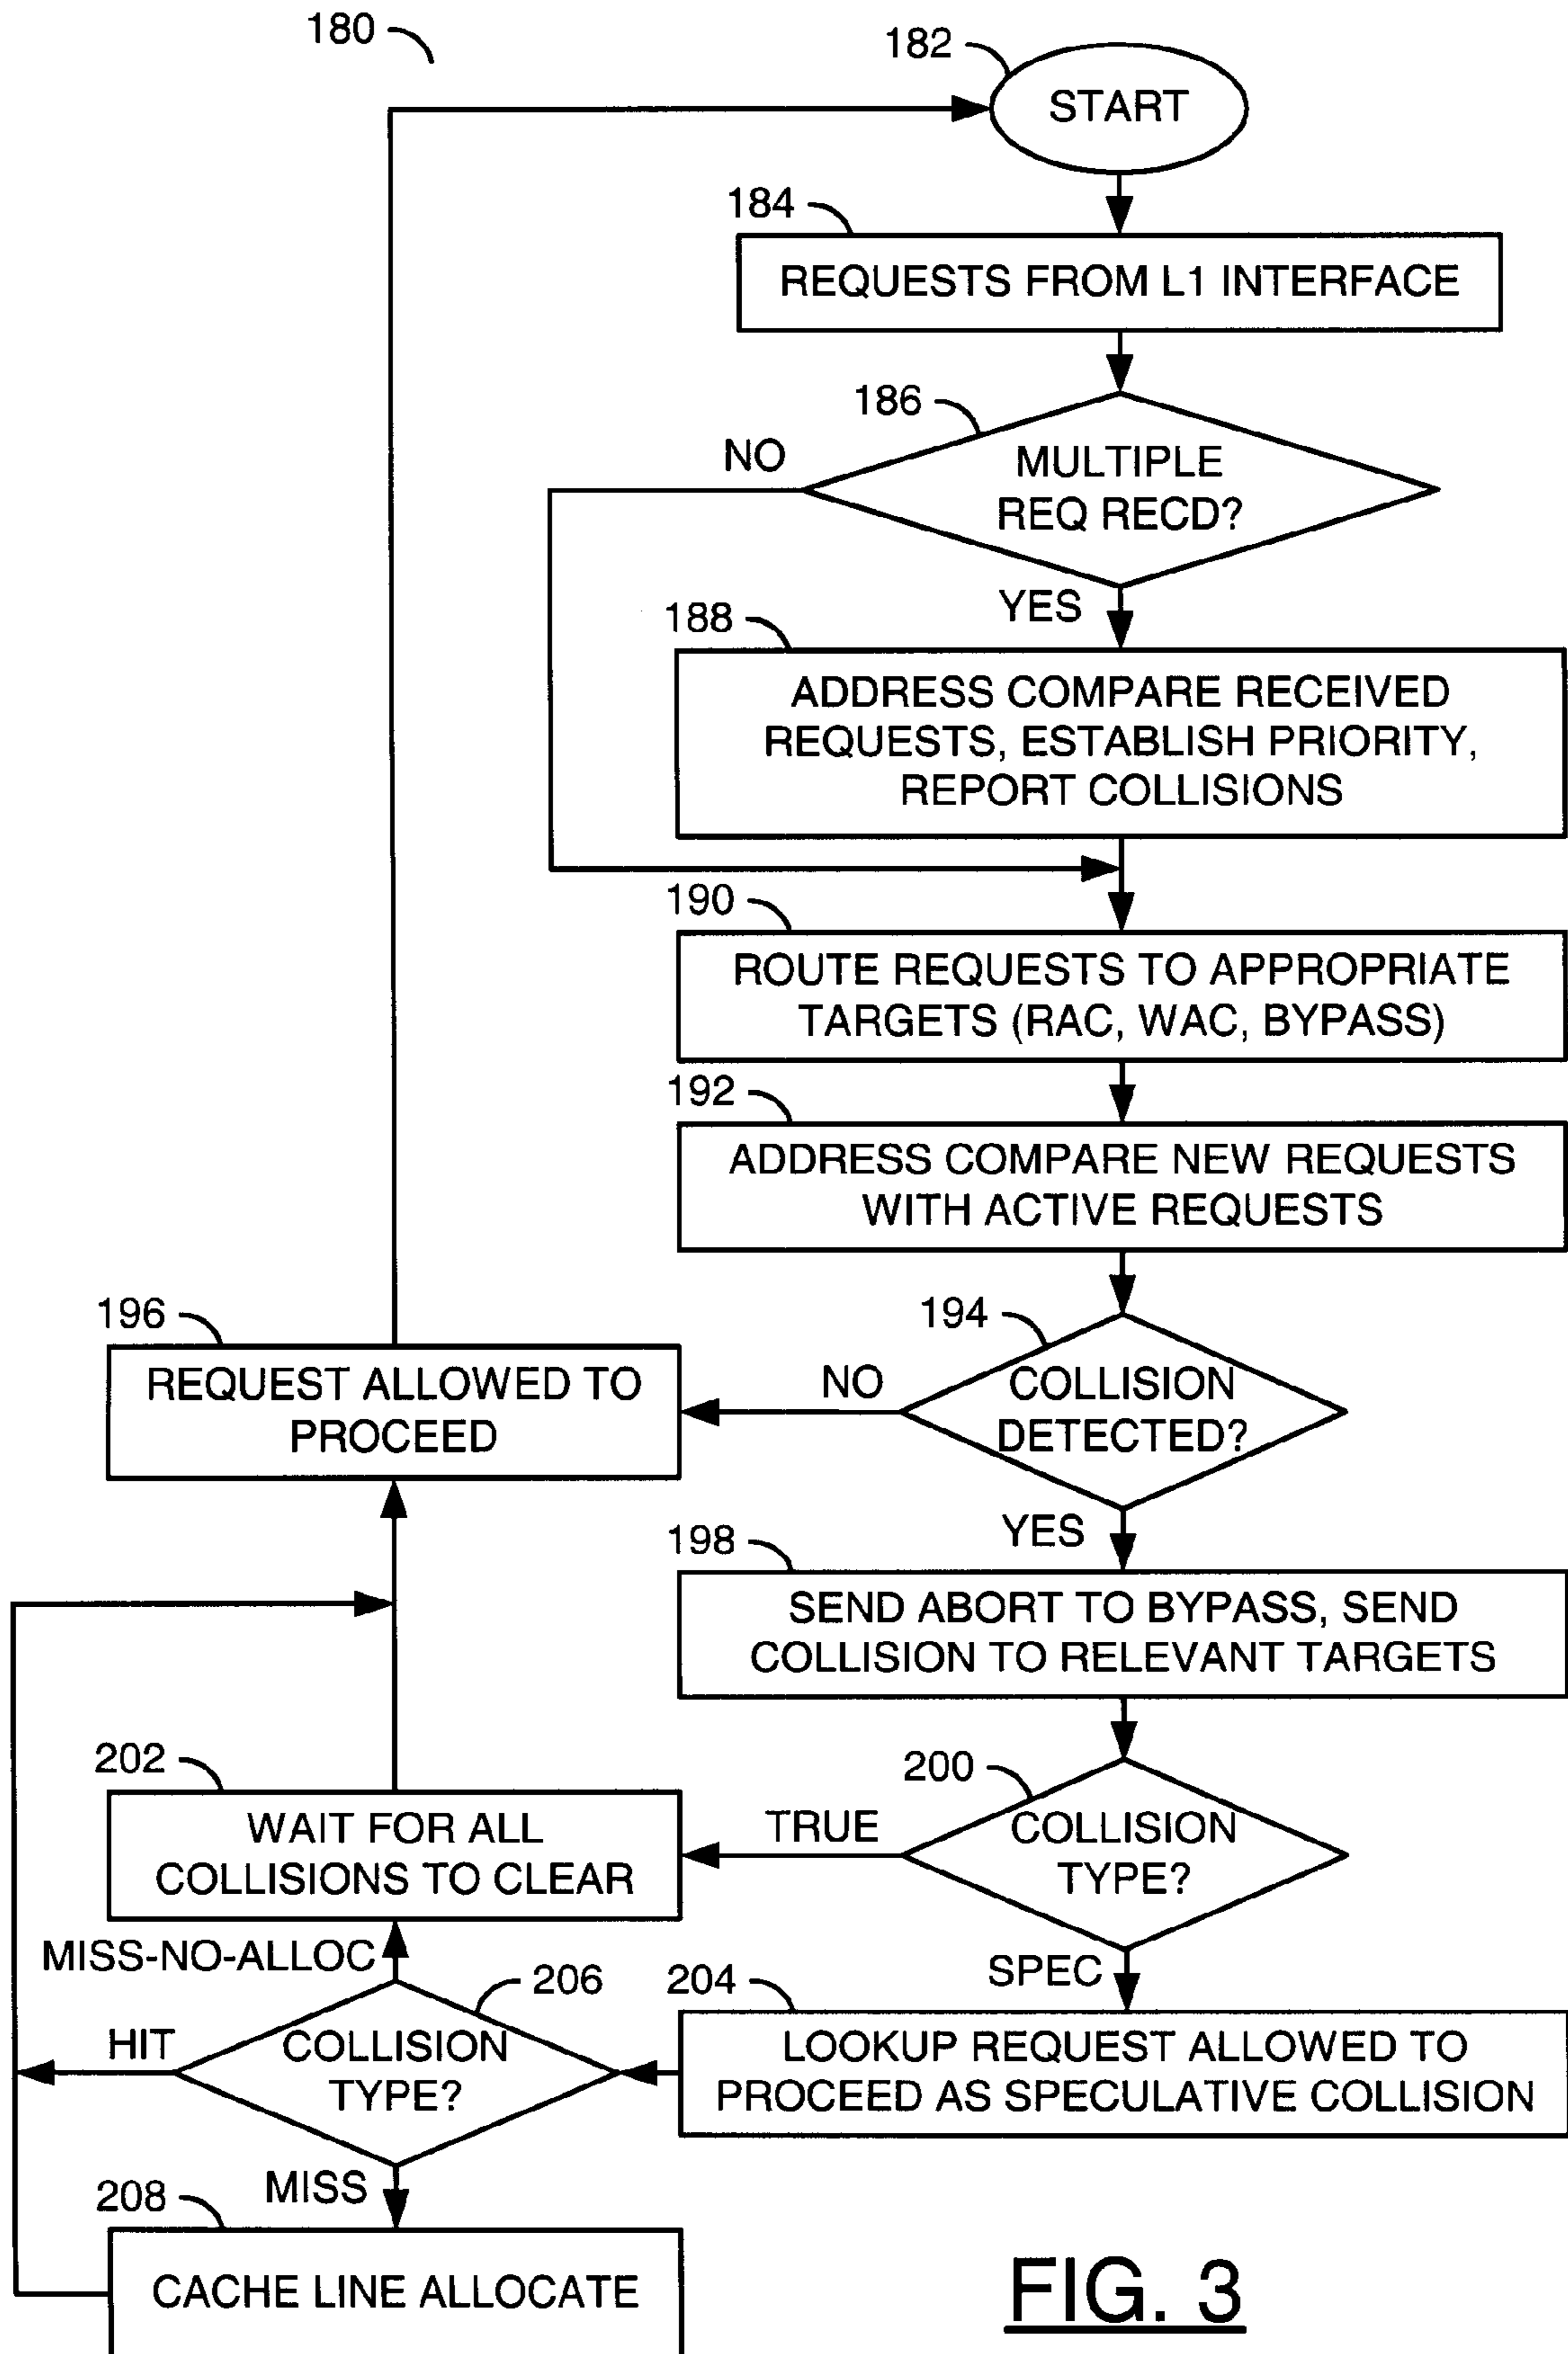 180
182
START
184
REQUESTS FROM L1 INTERFACE
186
NO
MULTIPLE
REQ RECD?
YES
188
ADDRESS COMPARE RECEIVED
REQUESTS, ESTABLISH PRIORITY,
REPORT COLLISIONS
190
ROUTE REQUESTS TO APPROPRIATE
TARGETS (RAC, WAC, BYPASS)
192
ADDRESS COMPARE NEW REQUESTS
WITH ACTIVE REQUESTS
196
194
REQUEST ALLOWED TO
PROCEED
NO
COLLISION
DETECTED?
YES
198
SEND ABORT TO BYPASS, SEND
COLLISION TO RELEVANT TARGETS
202
200
WAIT FOR ALL
COLLISIONS TO CLEAR
TRUE
COLLISION
TYPE?
MISS-NO-ALLOC
SPEC
206
204
HIT
COLLISION
TYPE?
LOOKUP REQUEST ALLOWED TO
PROCEED AS SPECULATIVE COLLISION
MISS
208
CACHE LINE ALLOCATE
FIG. 3